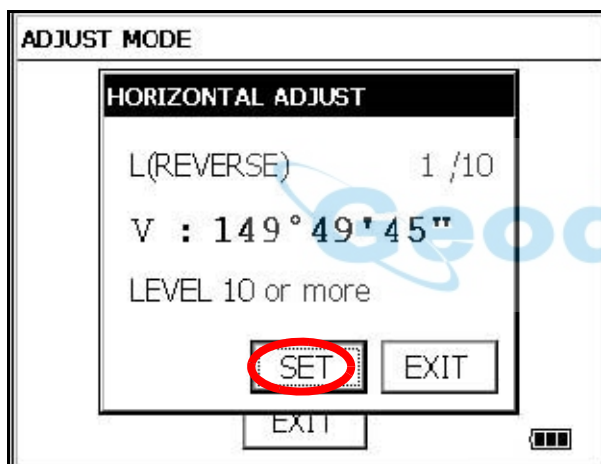 ADJUST MODE
HORIZONTAL ADJUST
L(REVERSE) 1 /10
V : 149°49'45"
LEVEL 10 or more
SET EXIT
EXIT